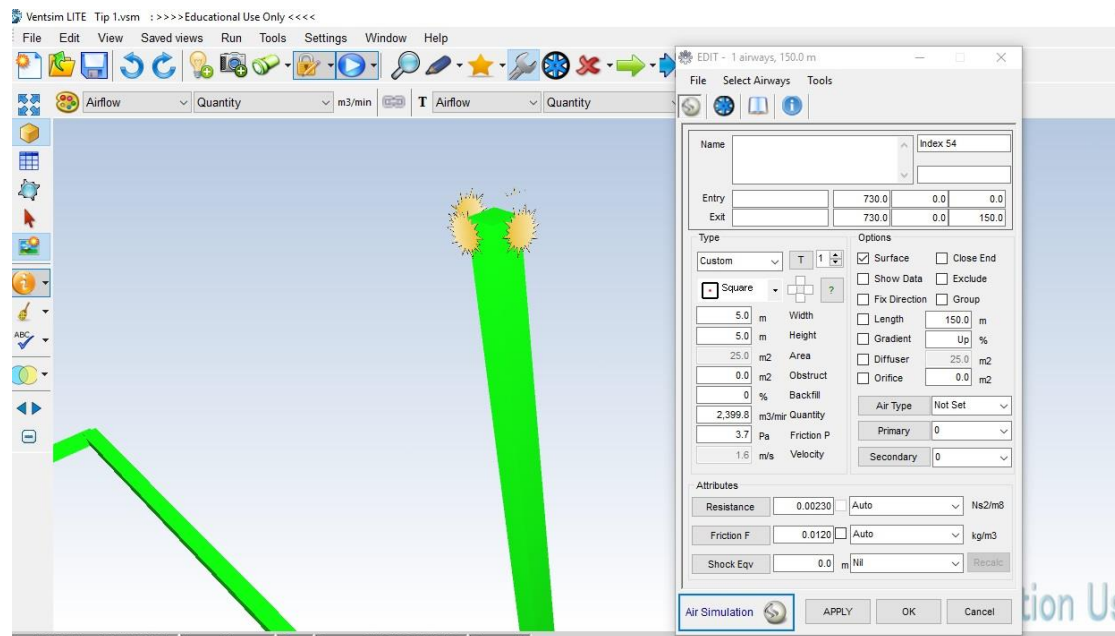 Ventsim LITE Tip 1.vsm : >>>>Educational Use Only <<<<
File Edit View Saved views Run Tools Settings Window Help
Airflow Quantity m3/min T Airflow Quantity
ABC
EDIT - 1 airways, 150.0 m
File Select Airways Tools
Name Index 54
Entry 730.0 0.0 0.0
Exit 730.0 0.0 150.0
Type Options
Custom T 1 Surface Close End
Square ? Show Data Exclude
Fix Direction Group
5.0 m Width Length 150.0 m
5.0 m Height Gradient Up %
25.0 m2 Area Diffuser 25.0 m2
0.0 m2 Obstruct Orifice 0.0 m2
0 % Backfill Air Type Not Set
2,399.8 m3/mir Quantity Primary 0
3.7 Pa Friction P
1.6 m/s Velocity Secondary 0
Attributes
Resistance 0.00230 Auto Ns2/m8
Friction F 0.0120 Auto kg/m3
Shock Eqv 0.0 m Nil Recalc
Air Simulation APPLY OK Cancel
tion Us